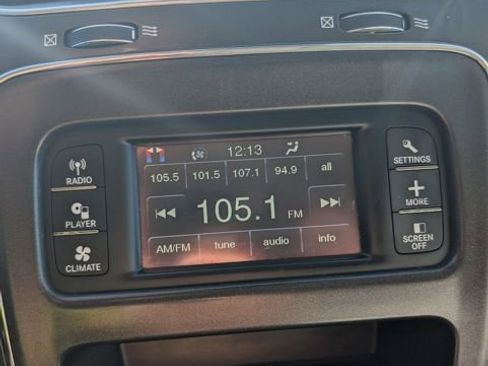 12:13
105.5 101.5 107.1 94.9 all
105.1 FM
AM/FM tune audio info
RADIO
PLAYER
CLIMATE
SETTINGS
MORE
SCREEN
OFF